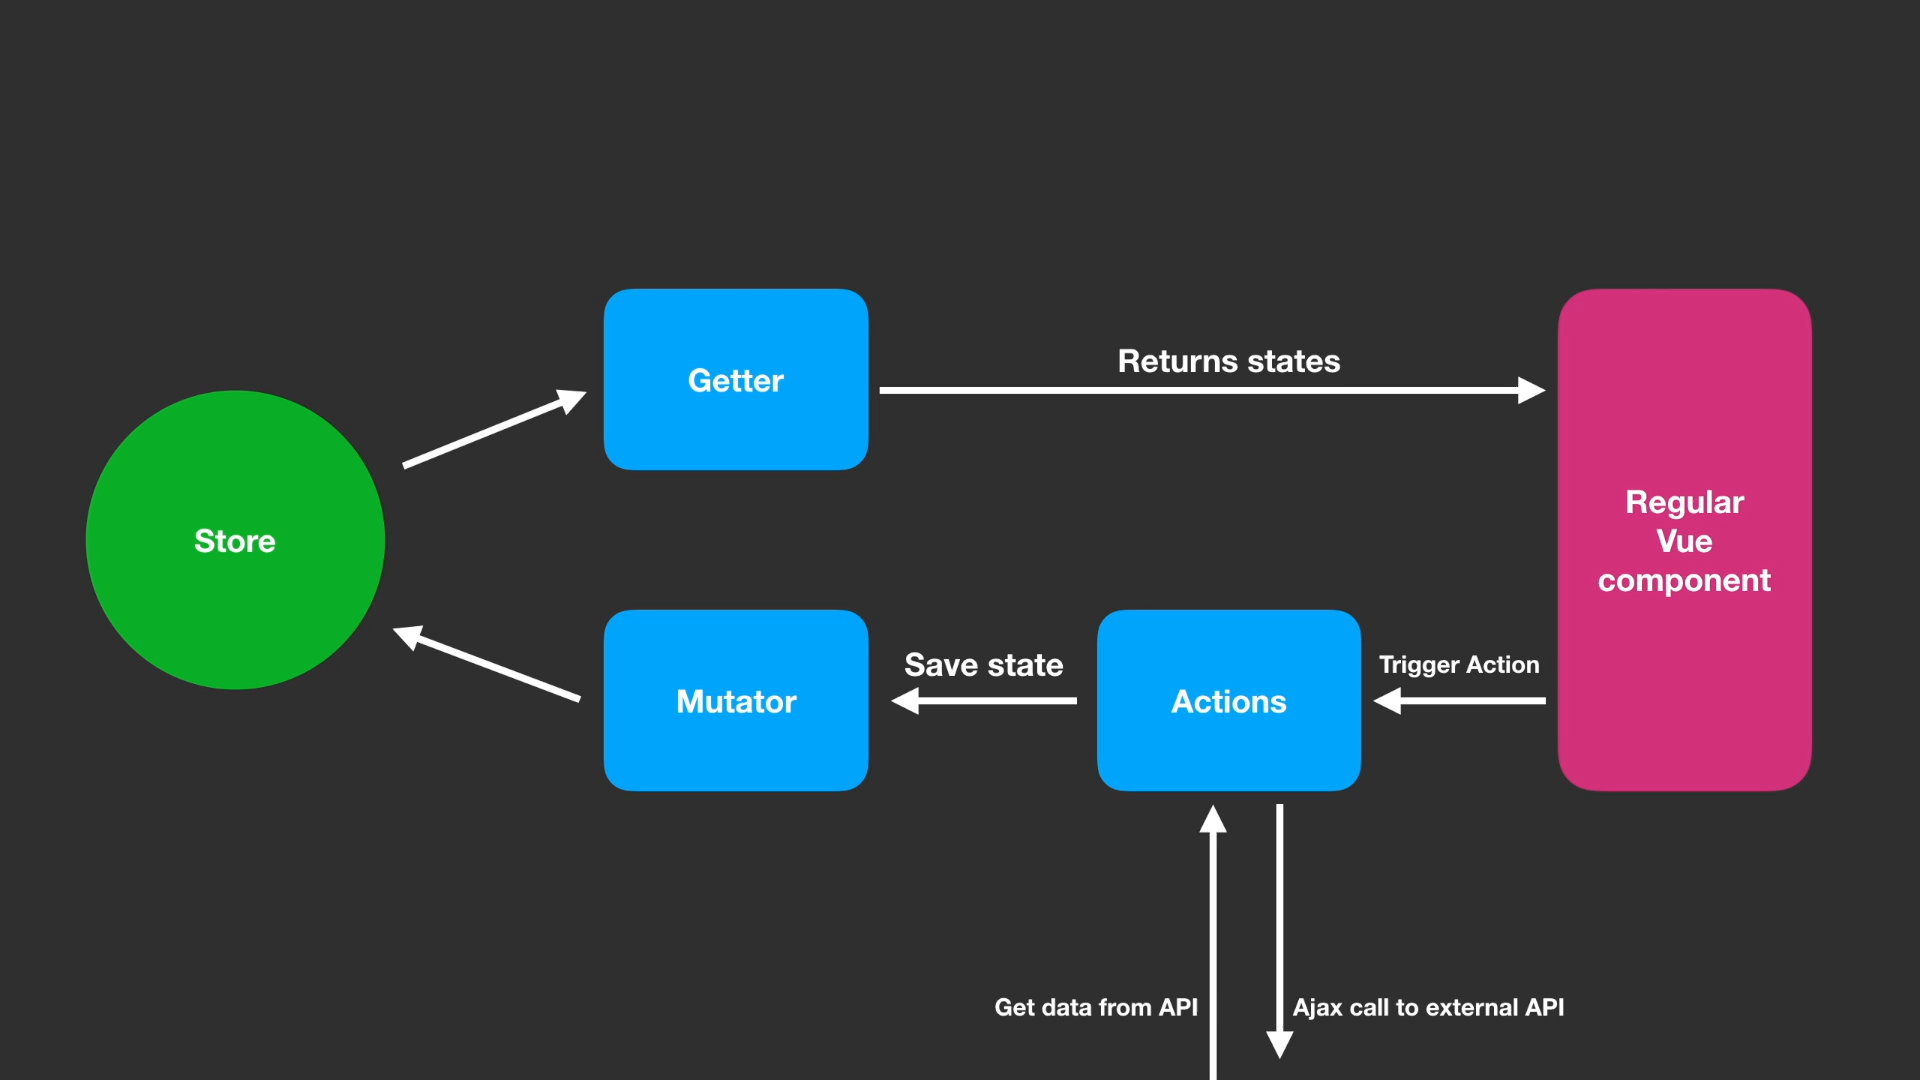 Getter
Returns states
Store
Regular
Vue
component
Mutator
Save state
Actions
Trigger Action
Get data from API
Ajax call to external API